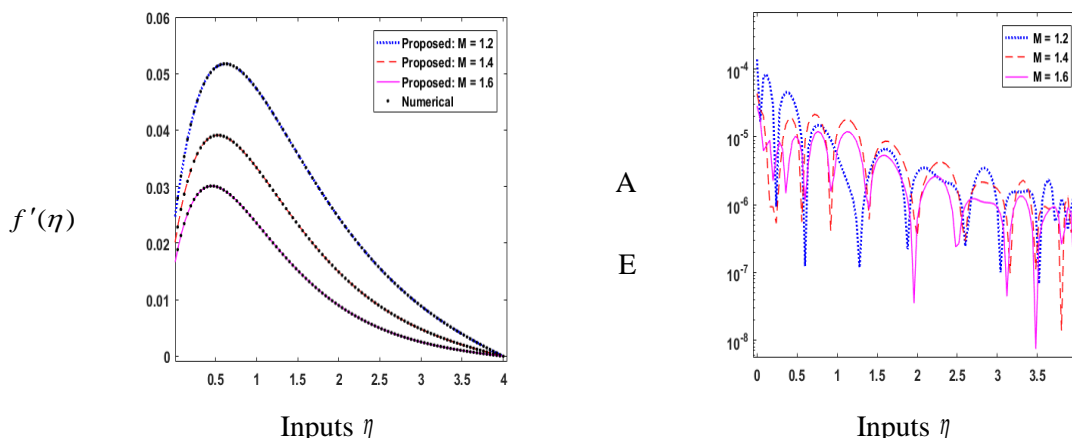 0.06
0.05
0.04
0.03
0.02
0.01
0
0.5
1
1.5
2
2.5
3
3.5
4
Proposed: M = 1.2
Proposed: M = 1.4
Proposed: M = 1.6
Numerical
f′(η)
Inputs η
A
E
10⁻⁴
10⁻⁵
10⁻⁶
10⁻⁷
10⁻⁸
0
0.5
1
1.5
2
2.5
3
3.5
M = 1.2
M = 1.4
M = 1.6
Inputs η